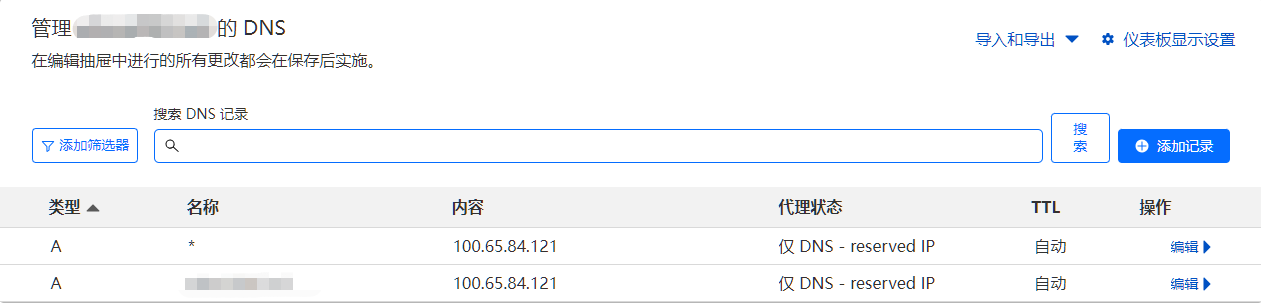 管理 的 DNS
在编辑抽屉中进行的所有更改都会在保存后实施。
导入和导出 仪表板显示设置
搜索 DNS 记录
添加筛选器 搜索 添加记录
类型 名称 内容 代理状态 TTL 操作
A * 100.65.84.121 仅 DNS - reserved IP 自动 编辑
A 100.65.84.121 仅 DNS - reserved IP 自动 编辑